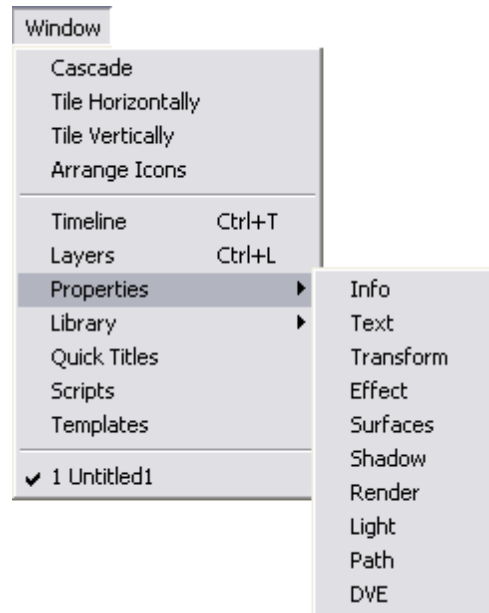 Window
Cascade
Tile Horizontally
Tile Vertically
Arrange Icons
Timeline Ctrl+T
Layers Ctrl+L
Properties
Library
Quick Titles
Scripts
Templates
1 Untitled1
Info
Text
Transform
Effect
Surfaces
Shadow
Render
Light
Path
DVE